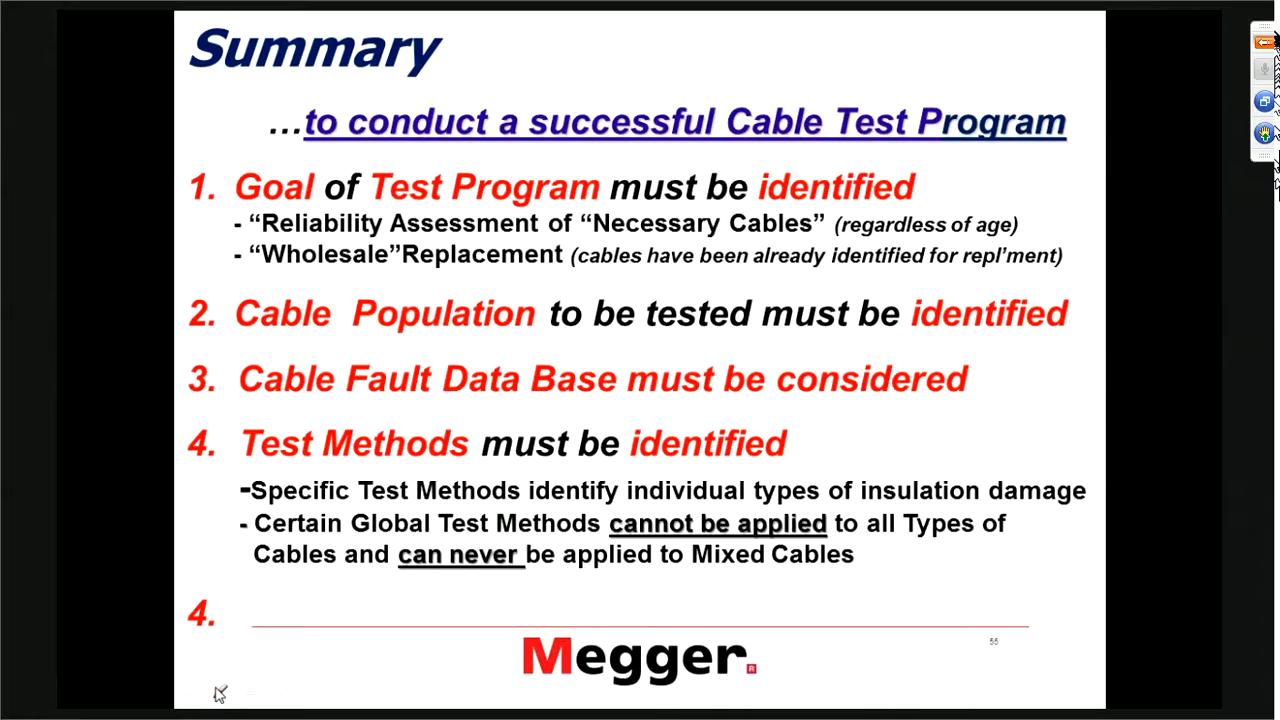 Summary
…to conduct a successful Cable Test Program
1. Goal of Test Program must be identified
- “Reliability Assessment of “Necessary Cables” (regardless of age)
- “Wholesale”Replacement (cables have been already identified for repl’ment)
2. Cable Population to be tested must be identified
3. Cable Fault Data Base must be considered
4. Test Methods must be identified
-Specific Test Methods identify individual types of insulation damage
- Certain Global Test Methods cannot be applied to all Types of
Cables and can never be applied to Mixed Cables
4.
55
Megger®